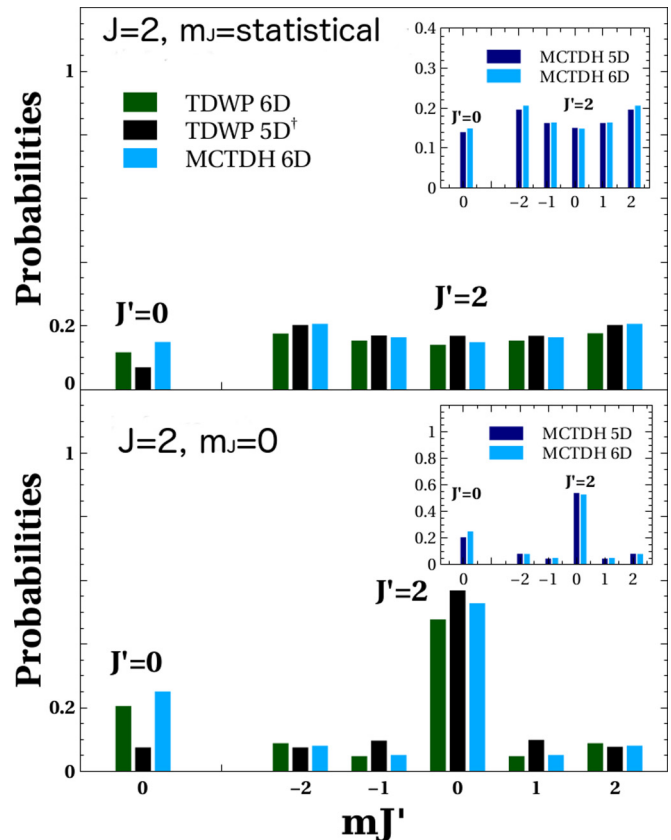 J=2, mJ=statistical
TDWP 6D
TDWP 5D†
MCTDH 6D
MCTDH 5D
MCTDH 6D
0.4
0.3
0.2
0.1
0
J'=0
J'=2
0 −2 −1 0 1 2
Probabilities
1
0.2
0
J'=0
J'=2
J=2, mJ=0
MCTDH 5D
MCTDH 6D
1
0.8
0.6
0.4
0.2
0
J'=0
J'=2
0 −2 −1 0 1 2
Probabilities
1
0.2
0
J'=0
J'=2
0 −2 −1 0 1 2
mJ'